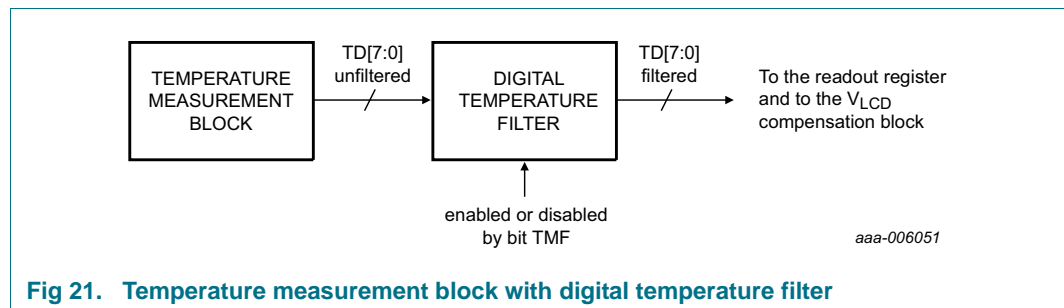 TEMPERATURE
MEASUREMENT
BLOCK
TD[7:0]
unfiltered
DIGITAL
TEMPERATURE
FILTER
TD[7:0]
filtered
To the readout register
and to the VLCD
compensation block
enabled or disabled
by bit TMF
aaa-006051
Fig 21. Temperature measurement block with digital temperature filter